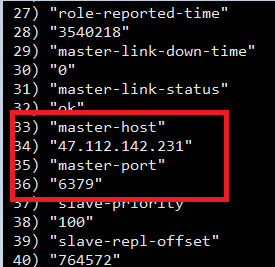 27) "role-reported-time"
28) "3540218"
29) "master-link-down-time"
30) "0"
31) "master-link-status"
32) "ok"
33) "master-host"
34) "47.112.142.231"
35) "master-port"
36) "6379"
37) "slave-priority"
38) "100"
39) "slave-repl-offset"
40) "764572"